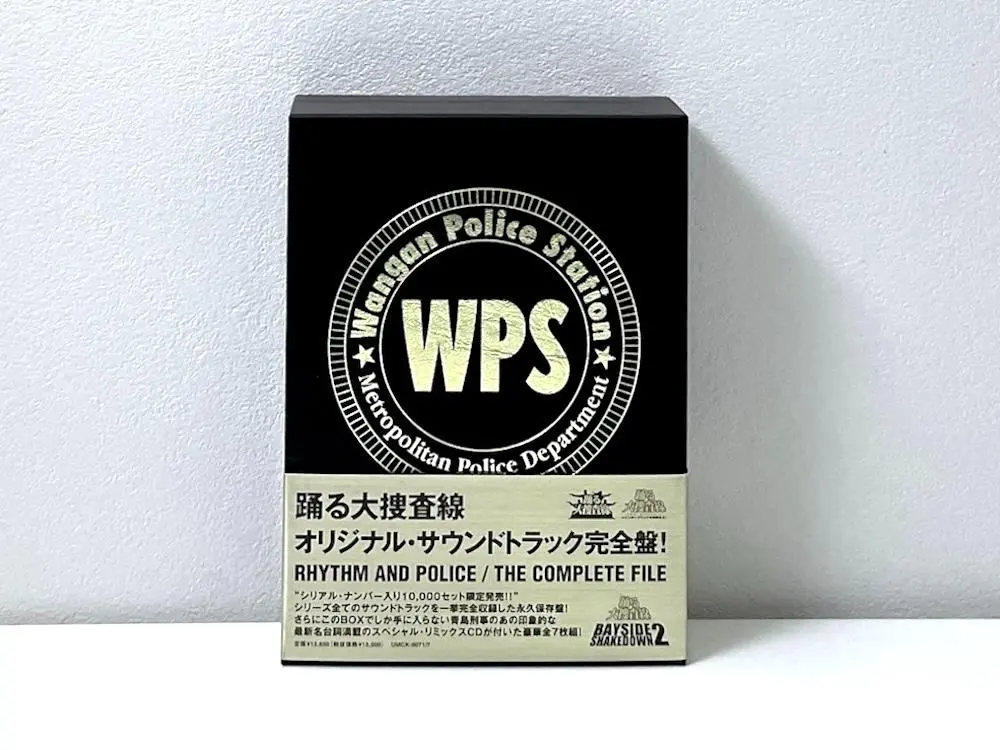 Wangan Police Station
WPS
Metropolitan Police Department
踊る大捜査線
オリジナル・サウンドトラック完全盤!
RHYTHM AND POLICE / THE COMPLETE FILE
"シリアル・ナンバー入り10,000セット限定発売!!"
シリーズ全てのサウンドトラックを一挙完全収録した永久保存盤!
さらにこのBOXでしか手に入らない青島刑事のあの印象的な
最新名台詞満載のスペシャル・リミックスCDが付いた豪華全7枚組!
踊る大捜査線
BAYSIDE
SHAKEDOWN 2